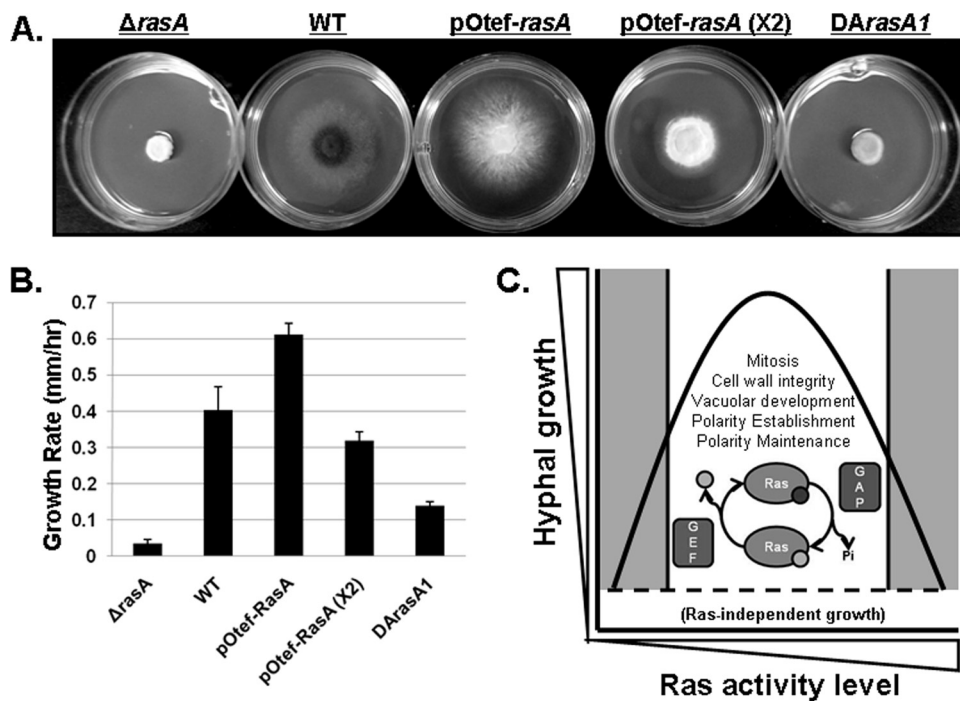 A.
ΔrasA WT pOtef-rasA pOtef-rasA (X2) DArasA1
B.
Growth Rate (mm/hr)
0.7
0.6
0.5
0.4
0.3
0.2
0.1
0
ΔrasA
WT
pOtef-RasA
pOtef-RasA (X2)
DArasA1
C.
Hyphal growth
Mitosis
Cell wall integrity
Vacuolar development
Polarity Establishment
Polarity Maintenance
Ras
GAP
GEF
Ras
Pi
(Ras-independent growth)
Ras activity level